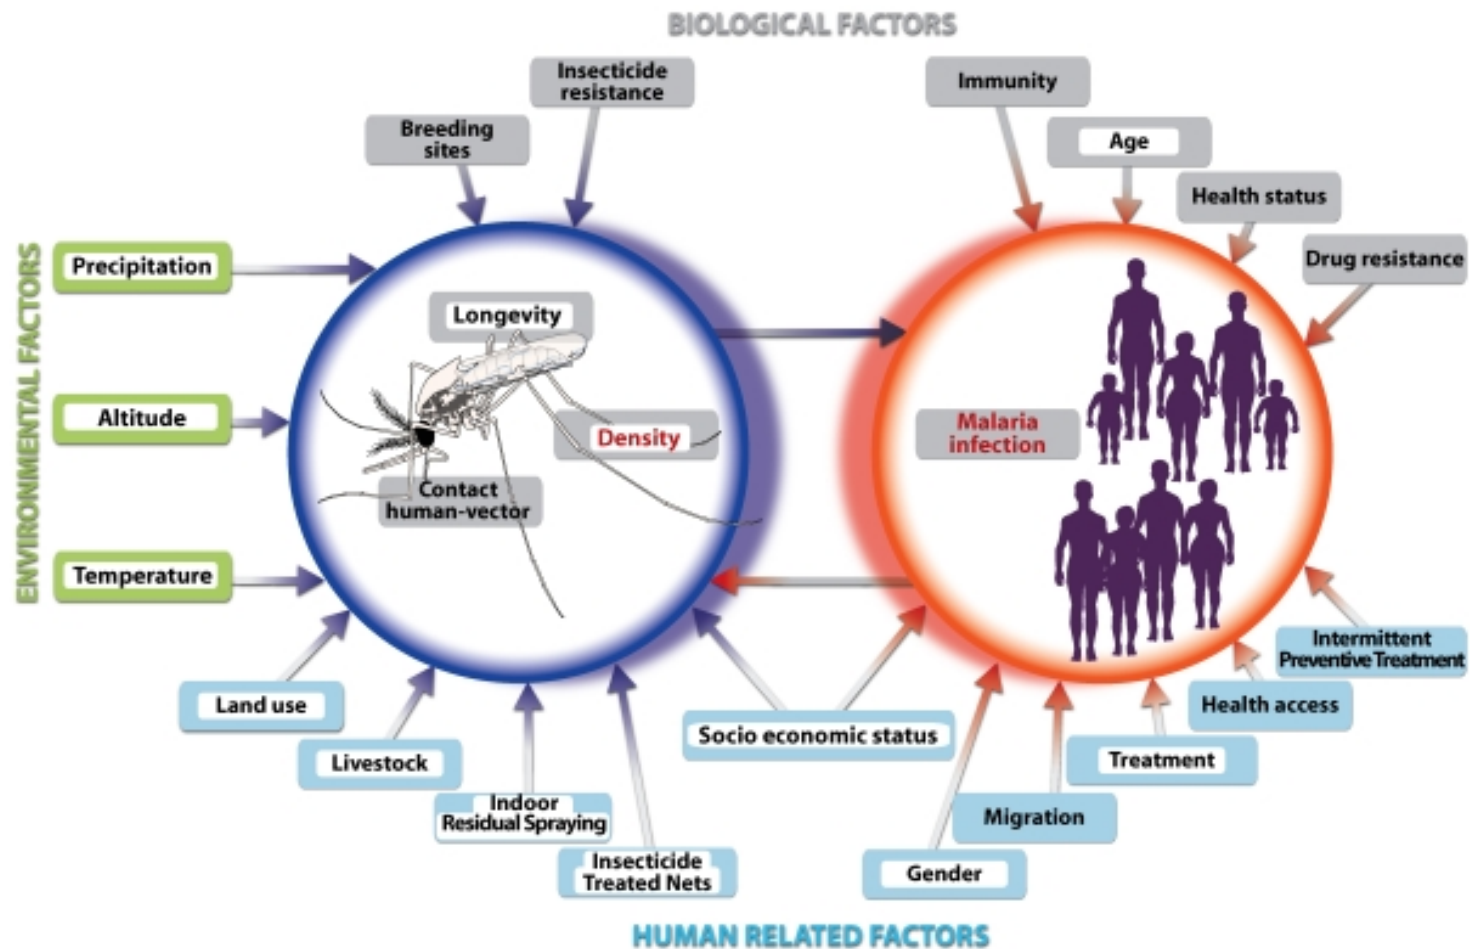 BIOLOGICAL FACTORS
Insecticide
resistance
Breeding
sites
Immunity
Age
Health status
Drug resistance
ENVIRONMENTAL FACTORS
Precipitation
Altitude
Temperature
Longevity
Density
Contact
human-vector
Malaria
infection
Land use
Livestock
Indoor
Residual Spraying
Insecticide
Treated Nets
Socio economic status
Intermittent
Preventive Treatment
Health access
Treatment
Migration
Gender
HUMAN RELATED FACTORS